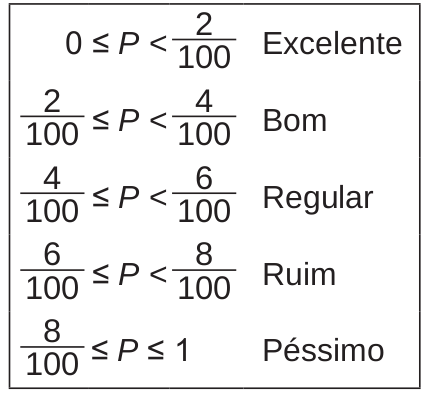 0 ≤ P < 2/100 Excelente
2/100 ≤ P < 4/100 Bom
4/100 ≤ P < 6/100 Regular
6/100 ≤ P < 8/100 Ruim
8/100 ≤ P ≤ 1 Péssimo